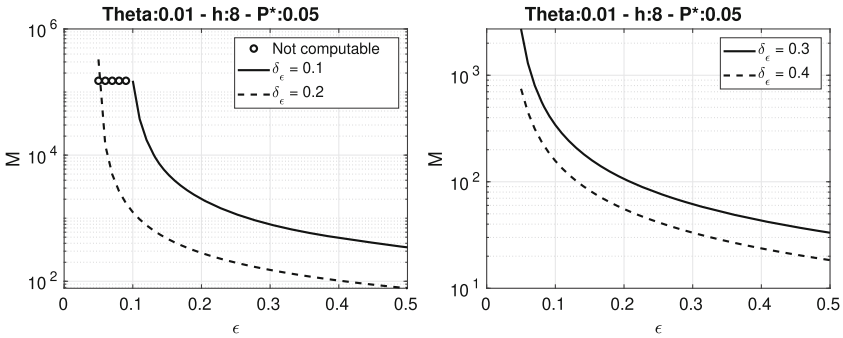 Theta:0.01 - h:8 - P*:0.05
10^6
10^4
10^2
M
Not computable
δ_ϵ = 0.1
δ_ϵ = 0.2
0 0.1 0.2 0.3 0.4 0.5
ϵ
Theta:0.01 - h:8 - P*:0.05
10^3
10^2
10^1
M
δ_ϵ = 0.3
δ_ϵ = 0.4
0 0.1 0.2 0.3 0.4 0.5
ϵ